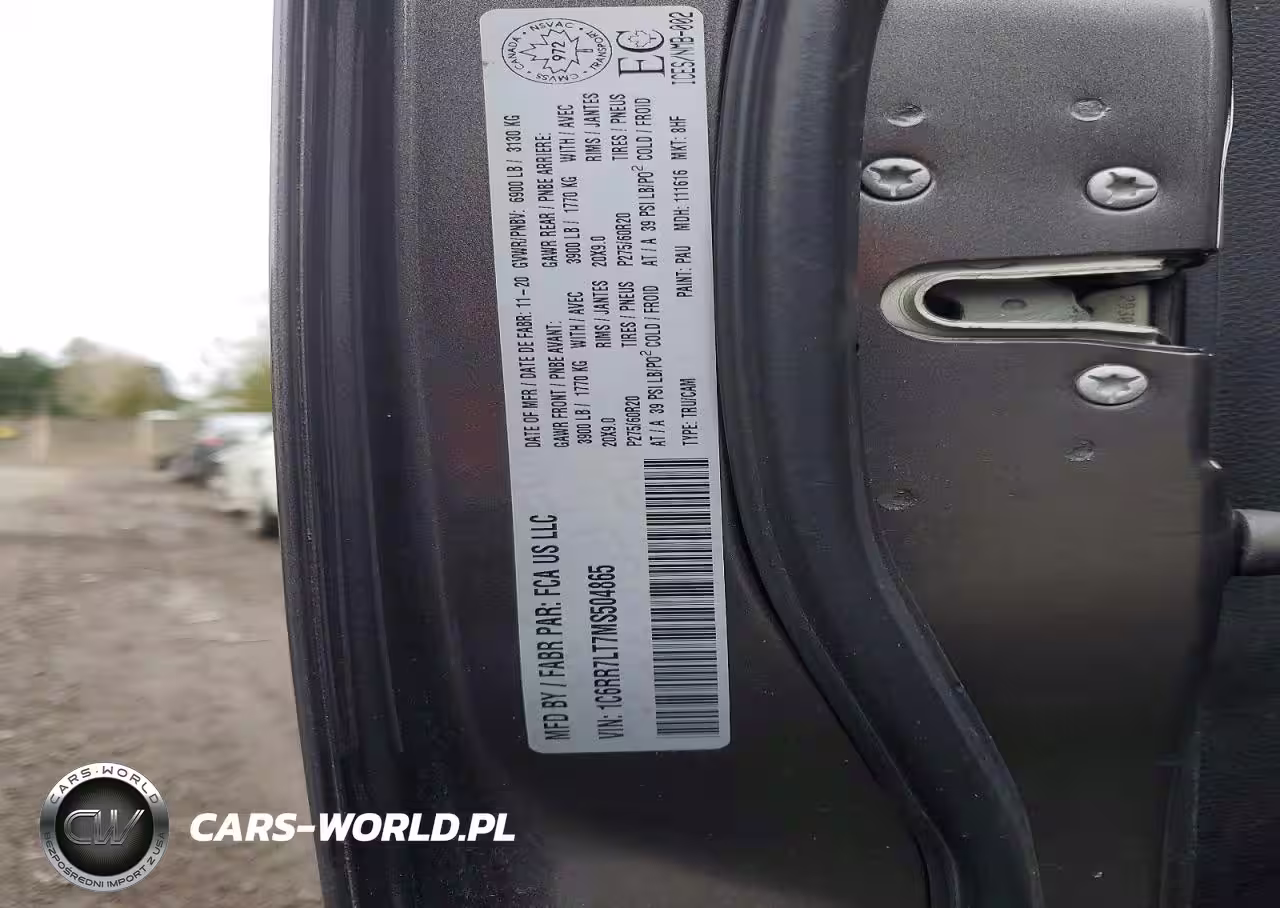 MFD BY / FABR PAR: FCA US LLC
DATE OF MFR / DATE DE FABR: 11-20 GVWR/PNBV: 6900 LB / 3130 KG
GAWR FRONT / PNBE AVANT: GAWR REAR / PNBE ARRIERE:
3900 LB / 1770 KG WITH / AVEC 3900 LB / 1770 KG WITH / AVEC
20X9.0 RIMS / JANTES 20X9.0 RIMS / JANTES
P275/60R20 TIRES / PNEUS P275/60R20 TIRES / PNEUS
AT / A 39 PSI LB/PO² COLD / FROID AT / A 39 PSI LB/PO² COLD / FROID
VIN: 1C6RR7LT7MS504865
TYPE: TRUCAM PAINT: PAU MDH: 111616 MKT: 8HF
CANADA NSVAC TRANSPORT CMVSS
972
EC
ICES/NMB-002
CARS-WORLD
CW
BEZPOŚREDNI IMPORT Z USA
CARS-WORLD.PL